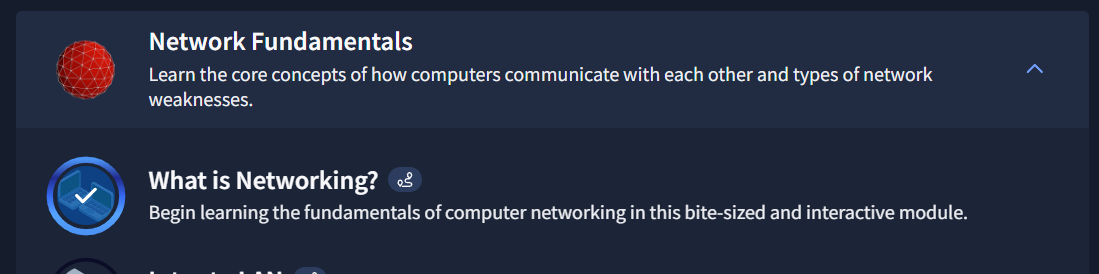 Network Fundamentals
Learn the core concepts of how computers communicate with each other and types of network
weaknesses.
What is Networking?
Begin learning the fundamentals of computer networking in this bite-sized and interactive module.